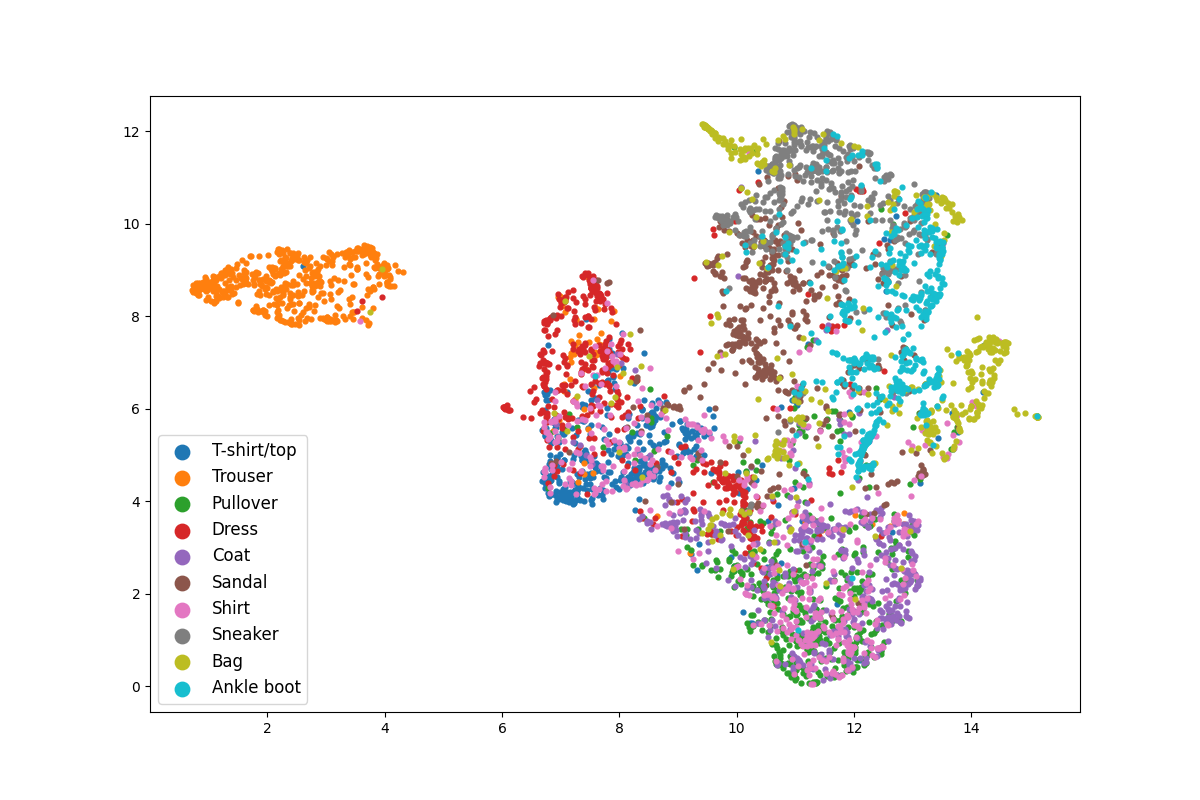 12
10
8
6
4
2
0
T-shirt/top
Trouser
Pullover
Dress
Coat
Sandal
Shirt
Sneaker
Bag
Ankle boot
2 4 6 8 10 12 14